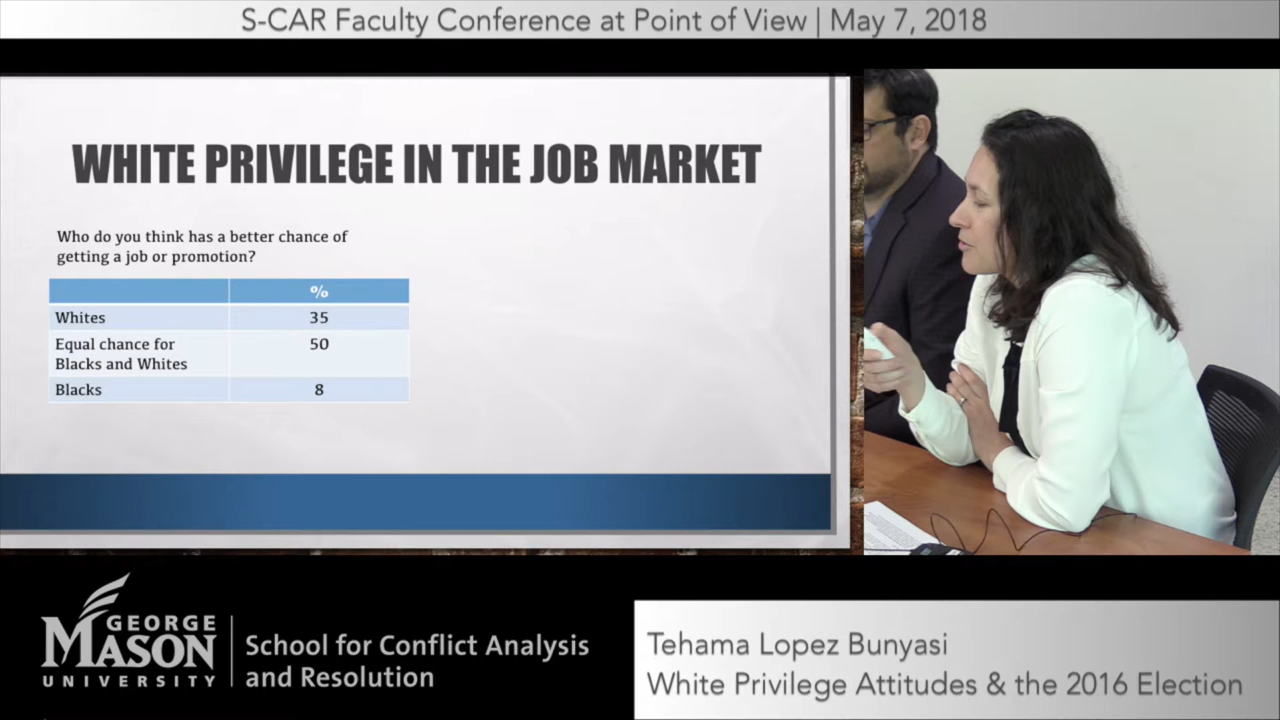 S-CAR Faculty Conference at Point of View | May 7, 2018
WHITE PRIVILEGE IN THE JOB MARKET
Who do you think has a better chance of
getting a job or promotion?
%
Whites 35
Equal chance for 50
Blacks and Whites
Blacks 8
GEORGE
MASON
UNIVERSITY
School for Conflict Analysis
and Resolution
Tehama Lopez Bunyasi
White Privilege Attitudes & the 2016 Election